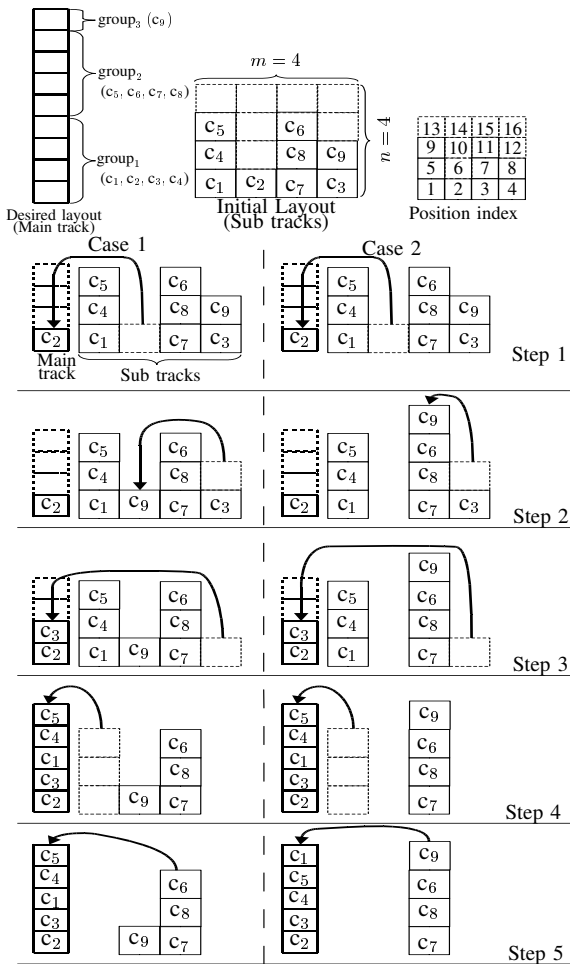 group₃ (c₉)
group₂
(c₅, c₆, c₇, c₈)
group₁
(c₁, c₂, c₃, c₄)
Desired layout
(Main track)
m = 4
n = 4
c₅ c₆
c₄ c₈ c₉
c₁ c₂ c₇ c₃
Initial Layout
(Sub tracks)
13 14 15 16
9 10 11 12
5 6 7 8
1 2 3 4
Position index
Case 1
Case 2
c₅ c₆
c₄ c₈ c₉
c₂ c₁ c₇ c₃
Main
track
Sub tracks
c₅ c₆
c₄ c₈ c₉
c₂ c₁ c₇ c₃
Step 1
c₅ c₆
c₄ c₈
c₂ c₁ c₉ c₇ c₃
c₉
c₅ c₆
c₄ c₈
c₂ c₁ c₇ c₃
Step 2
c₅ c₆
c₃ c₄ c₈
c₂ c₁ c₉ c₇
c₉
c₅ c₆
c₃ c₄ c₈
c₂ c₁ c₇
Step 3
c₅
c₄ c₆
c₁
c₃ c₈
c₂ c₉ c₇
c₅ c₉
c₄ c₆
c₁
c₃ c₈
c₂ c₇
Step 4
c₅
c₄ c₆
c₁
c₃ c₈
c₂ c₉ c₇
c₁ c₉
c₅ c₆
c₄
c₃ c₈
c₂ c₇
Step 5